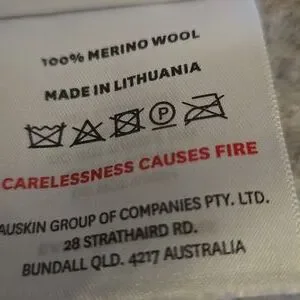 100% MERINO WOOL
MADE IN LITHUANIA
P
CARELESSNESS CAUSES FIRE
AUSKIN GROUP OF COMPANIES PTY. LTD.
28 STRATHAIRD RD.
BUNDALL QLD. 4217 AUSTRALIA